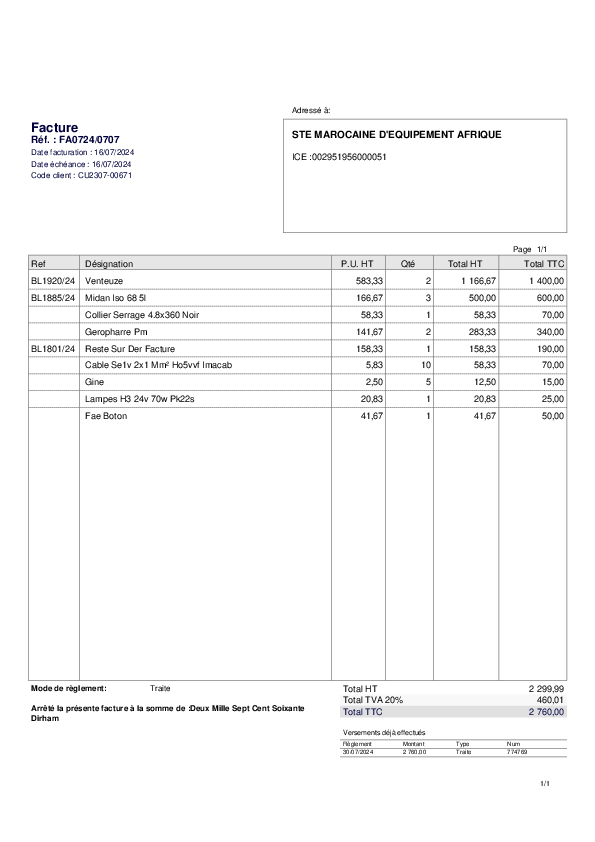 Adressé à:
Facture
Réf. : FA0724/0707
Date facturation : 16/07/2024
Date échéance : 16/07/2024
Code client : CU2307-00671
STE MAROCAINE D'EQUIPEMENT AFRIQUE
ICE :002951956000051
Page 1/1
Ref Désignation P.U. HT Qté Total HT Total TTC
BL1920/24 Venteuze 583,33 2 1 166,67 1 400,00
BL1885/24 Midan Iso 68 5l 166,67 3 500,00 600,00
Collier Serrage 4.8x360 Noir 58,33 1 58,33 70,00
Geropharre Pm 141,67 2 283,33 340,00
BL1801/24 Reste Sur Der Facture 158,33 1 158,33 190,00
Cable Se1v 2x1 Mm² Ho5vvf Imacab 5,83 10 58,33 70,00
Gine 2,50 5 12,50 15,00
Lampes H3 24v 70w Pk22s 20,83 1 20,83 25,00
Fae Boton 41,67 1 41,67 50,00
Mode de règlement: Traite
Arrêté la présente facture à la somme de :Deux Mille Sept Cent Soixante
Dirham
Total HT 2 299,99
Total TVA 20% 460,01
Total TTC 2 760,00
Versements déjà effectués
Règlement Montant Type Num
30/07/2024 2 760,00 Traite 774769
1/1